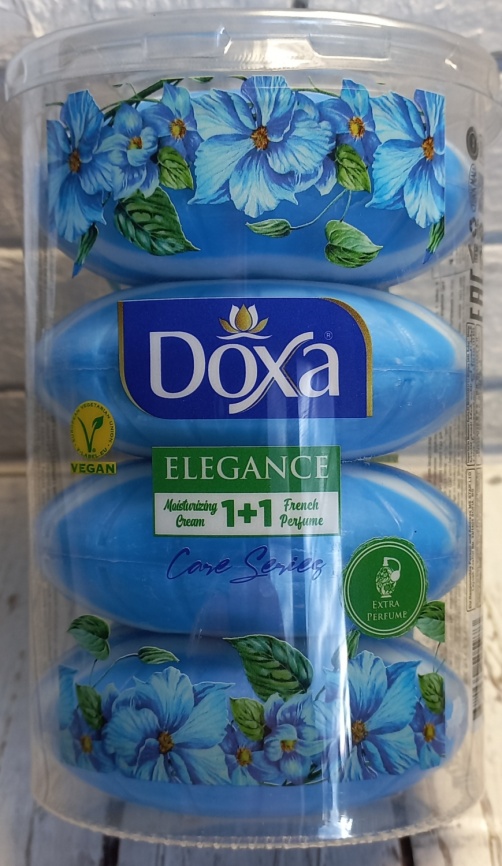 DOXA ®
VEGAN
ELEGANCE
Moisturizing Cream 1+1 French Perfume
Care Series
EXTRA
PERFUME